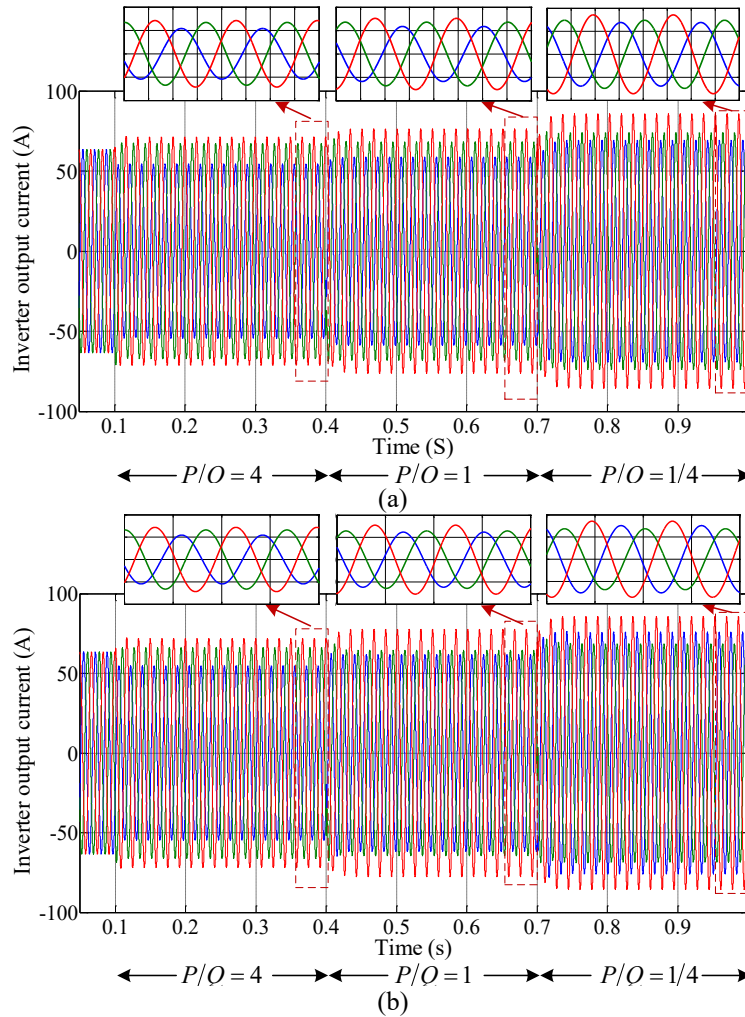 100
50
0
-50
-100
Inverter output current (A)
0.1 0.2 0.3 0.4 0.5 0.6 0.7 0.8 0.9
Time (S)
P/O = 4 P/O = 1 P/O = 1/4
(a)
100
50
0
-50
-100
Inverter output current (A)
0.1 0.2 0.3 0.4 0.5 0.6 0.7 0.8 0.9
Time (s)
P/Q = 4 P/Q = 1 P/Q = 1/4
(b)